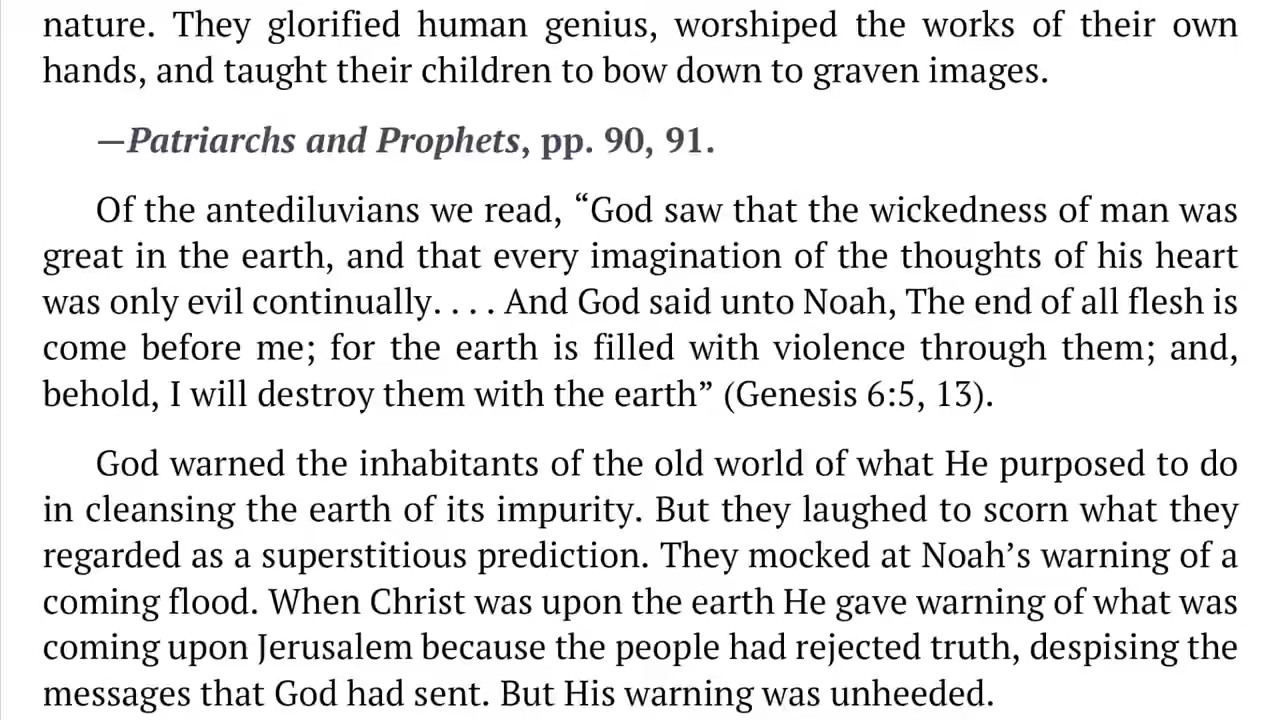 nature. They glorified human genius, worshiped the works of their own
hands, and taught their children to bow down to graven images.
—Patriarchs and Prophets, pp. 90, 91.
Of the antediluvians we read, “God saw that the wickedness of man was
great in the earth, and that every imagination of the thoughts of his heart
was only evil continually. . . . And God said unto Noah, The end of all flesh is
come before me; for the earth is filled with violence through them; and,
behold, I will destroy them with the earth” (Genesis 6:5, 13).
God warned the inhabitants of the old world of what He purposed to do
in cleansing the earth of its impurity. But they laughed to scorn what they
regarded as a superstitious prediction. They mocked at Noah’s warning of a
coming flood. When Christ was upon the earth He gave warning of what was
coming upon Jerusalem because the people had rejected truth, despising the
messages that God had sent. But His warning was unheeded.